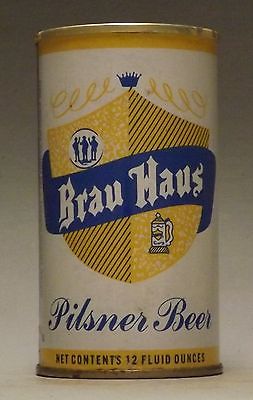 Brau Haus
Pilsner Beer
NET CONTENTS 12 FLUID OUNCES